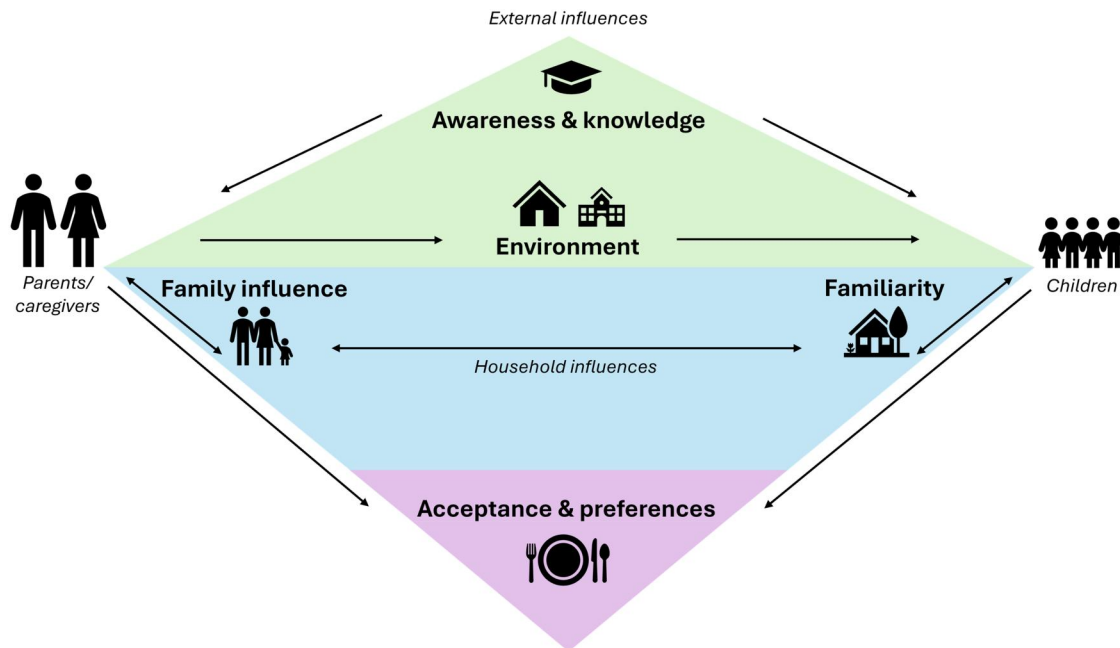 External influences
Awareness & knowledge
Environment
Parents/
caregivers
Children
Family influence
Familiarity
Household influences
Acceptance & preferences